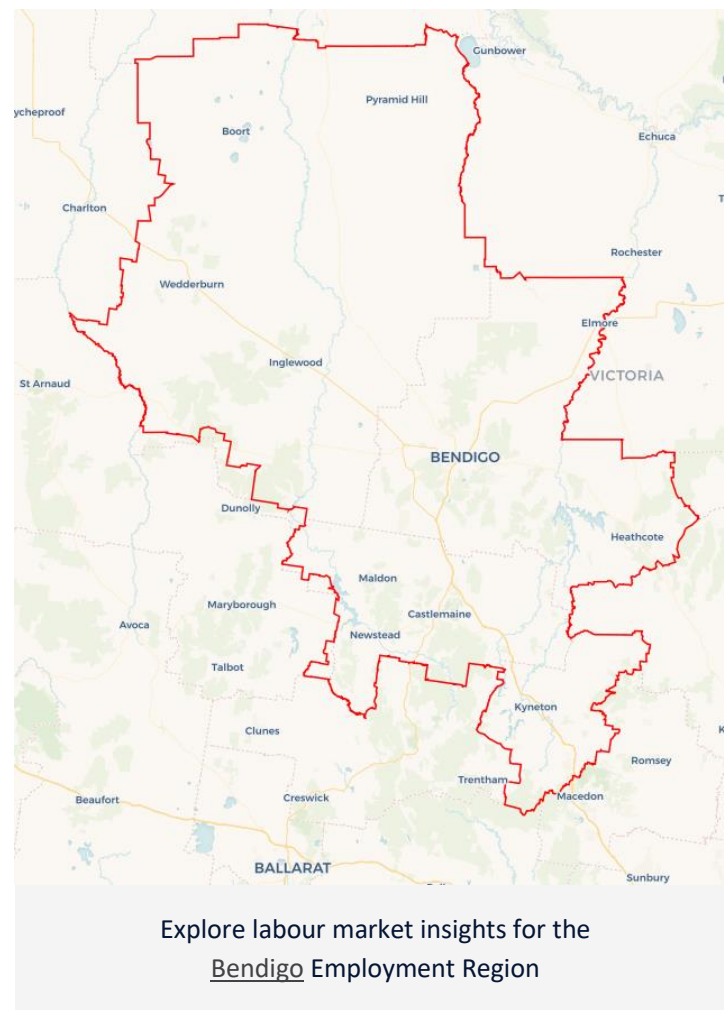 Gunbower
Pyramid Hill
ycheproof
Boort
Echuca
Charlton
Rochester
Wedderburn
Elmore
Inglewood
VICTORIA
St Arnaud
BENDIGO
Dunolly
Heathcote
Maldon
Maryborough
Castlemaine
Avoca
Newstead
Talbot
Kyneton
Clunes
Romsey
Trentham
Macedon
Beaufort
Creswick
BALLARAT
Sunbury
Explore labour market insights for the
Bendigo Employment Region